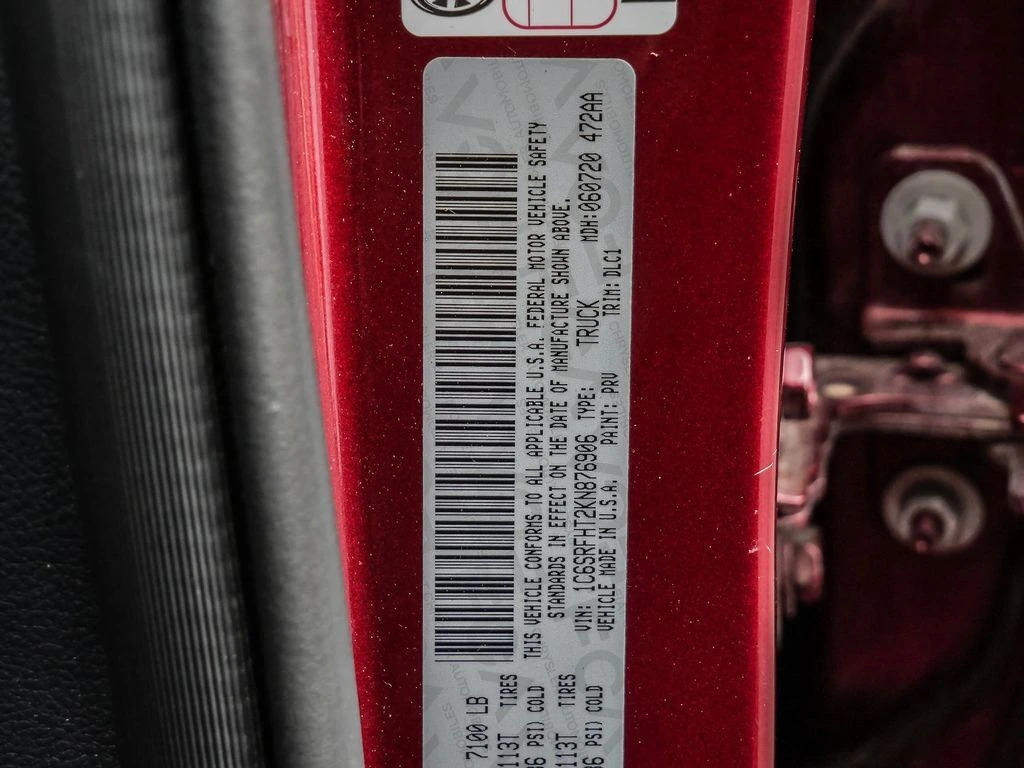 7100 LB
113T TIRES
36 PSI) COLD
113T TIRES
36 PSI) COLD
THIS VEHICLE CONFORMS TO ALL APPLICABLE U.S.A. FEDERAL MOTOR VEHICLE SAFETY
STANDARDS IN EFFECT ON THE DATE OF MANUFACTURE SHOWN ABOVE.
VIN: 1C6SRFHT2KN876906 TYPE: TRUCK MDH:060720 472AA
VEHICLE MADE IN U.S.A. PAINT: PRV TRIM: DLC1